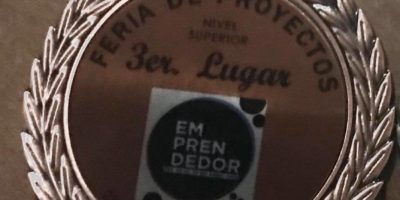 FERIA DE PROYECTOS
NIVEL
SUPERIOR
3er. Lugar
EM
PREN
DEDOR